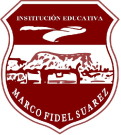 INSTITUCIÓN EDUCATIVA
MARCO FIDEL SUAREZ